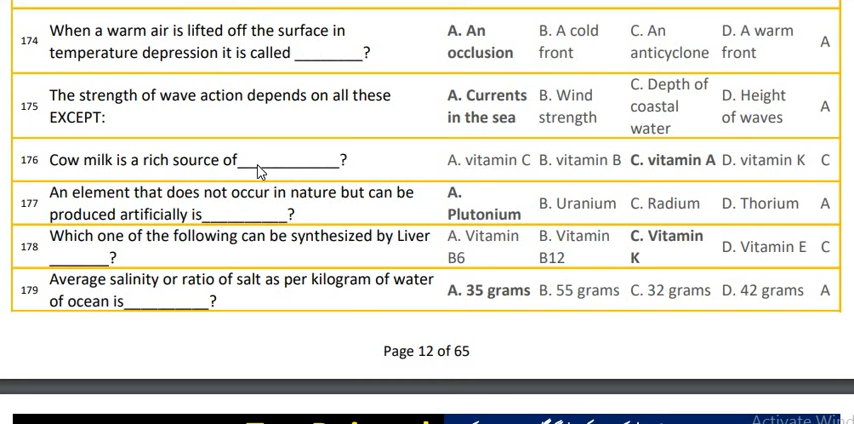 174 When a warm air is lifted off the surface in temperature depression it is called ________? A. An occlusion B. A cold front C. An anticyclone D. A warm front A
175 The strength of wave action depends on all these EXCEPT: A. Currents in the sea B. Wind strength C. Depth of coastal water D. Height of waves A
176 Cow milk is a rich source of____________? A. vitamin C B. vitamin B C. vitamin A D. vitamin K C
177 An element that does not occur in nature but can be produced artificially is__________? A. Plutonium B. Uranium C. Radium D. Thorium A
178 Which one of the following can be synthesized by Liver _______? A. Vitamin B6 B. Vitamin B12 C. Vitamin K D. Vitamin E C
179 Average salinity or ratio of salt as per kilogram of water of ocean is__________? A. 35 grams B. 55 grams C. 32 grams D. 42 grams A
Page 12 of 65
Activate Wind